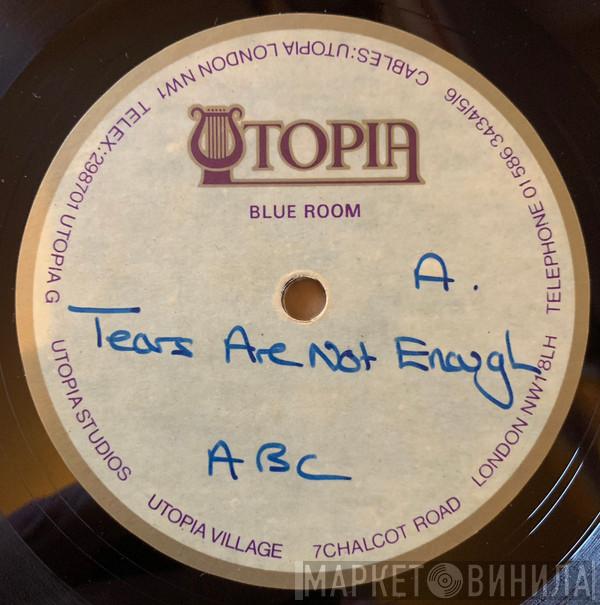 UTOPIA
BLUE ROOM
A.
Tears Are Not Enough
ABC
UTOPIA STUDIOS UTOPIA VILLAGE 7CHALCOT ROAD LONDON NW1 8LH TELEPHONE 01 586 3434/5/6
CABLES: UTOPIA LONDON NW1 TELEX:298701 UTOPIA G
МАРКЕТ ВИНИЛА